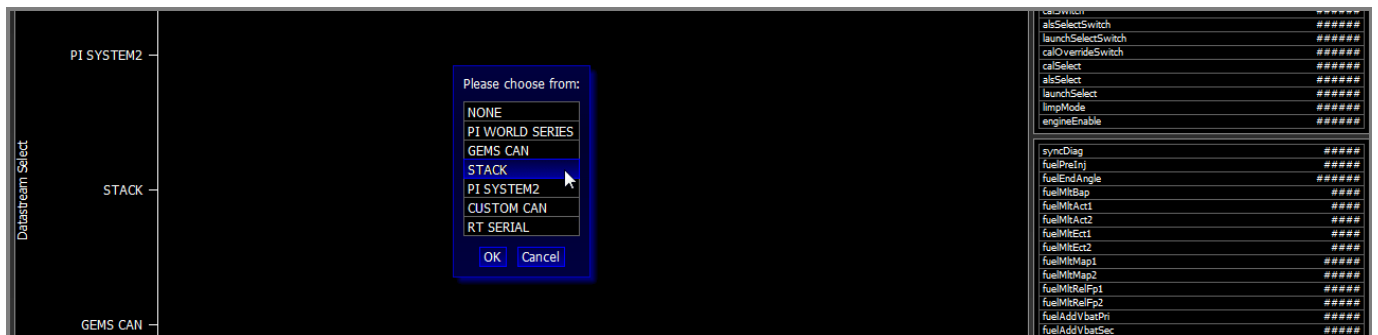 PI SYSTEM2
Datastream Select
STACK
GEMS CAN
Please choose from:
NONE
PI WORLD SERIES
GEMS CAN
STACK
PI SYSTEM2
CUSTOM CAN
RT SERIAL
OK Cancel
calSwitch ######
alsSelectSwitch ######
launchSelectSwitch ######
calOverrideSwitch ######
calSelect ######
alsSelect ######
launchSelect ######
limpMode ######
engineEnable ######
syncDiag #####
fuelPreInj #####
fuelEndAngle ######
fuelMltBap ####
fuelMltAct1 ####
fuelMltAct2 ####
fuelMltEct1 ####
fuelMltEct2 ####
fuelMltMap1 #####
fuelMltMap2 #####
fuelMltRelFp1 #####
fuelMltRelFp2 #####
fuelAddVbatPri #####
fuelAddVbatSec #####